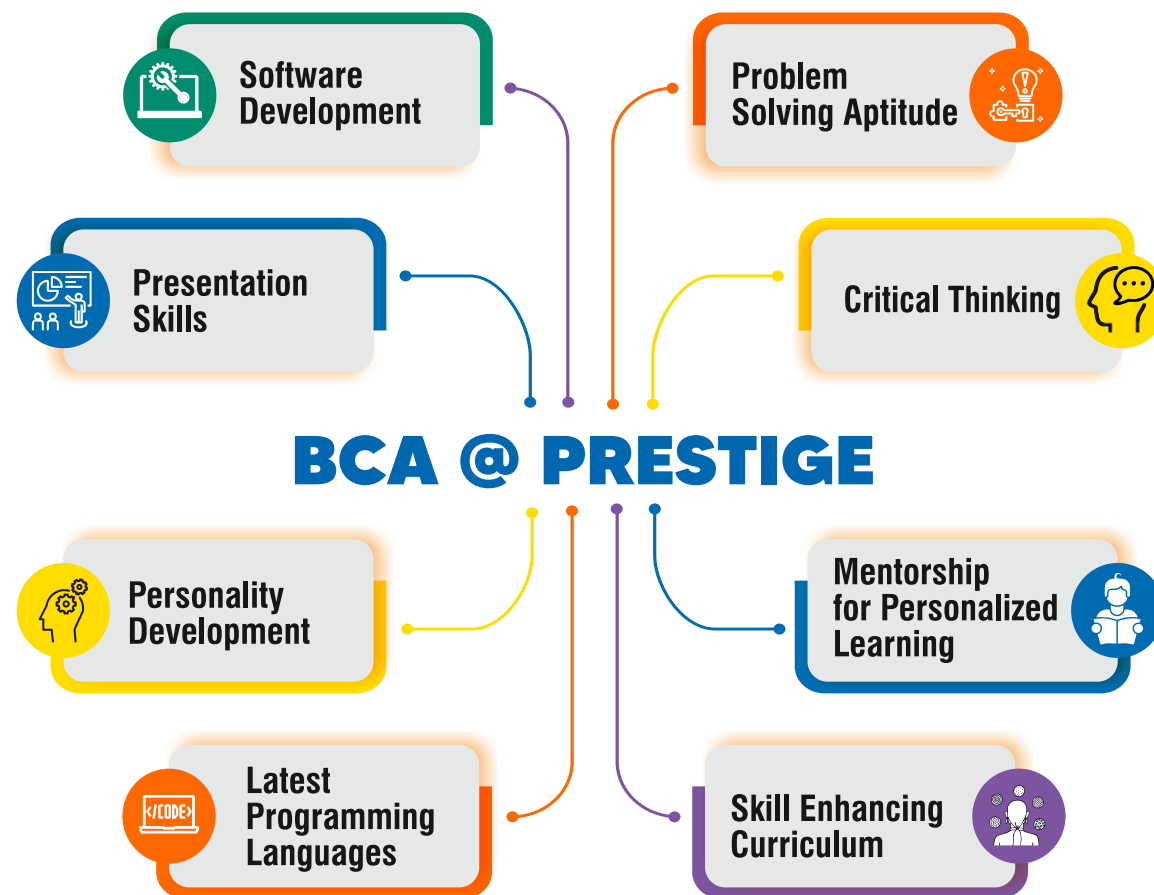 Software
Development
Problem
Solving Aptitude
Presentation
Skills
Critical Thinking
BCA @ PRESTIGE
Personality
Development
Mentorship
for Personalized
Learning
Latest
Programming
Languages
</CODE>
Skill Enhancing
Curriculum